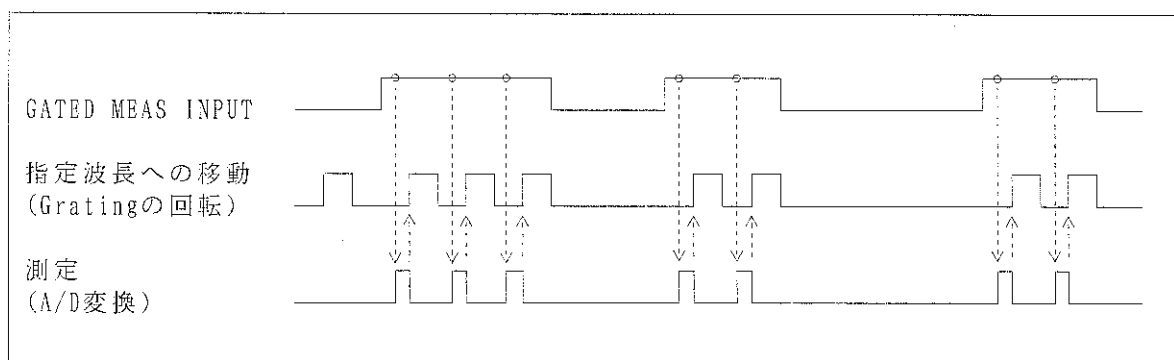 GATED MEAS INPUT
指定波長への移動
(Gratingの回転)
測定
(A/D変換)